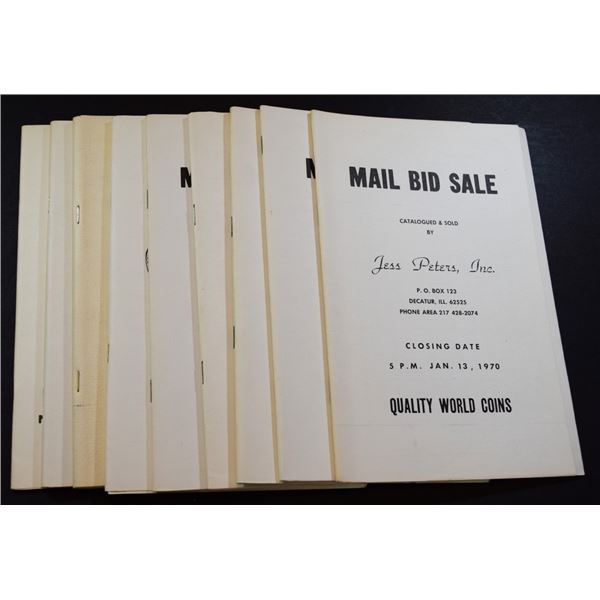 MAIL BID SALE
CATALOGUED & SOLD
BY
Jess Peters, Inc.
P. O. BOX 123
DECATUR, ILL. 62525
PHONE AREA 217 428-2074
CLOSING DATE
5 P.M. JAN. 13, 1970
QUALITY WORLD COINS